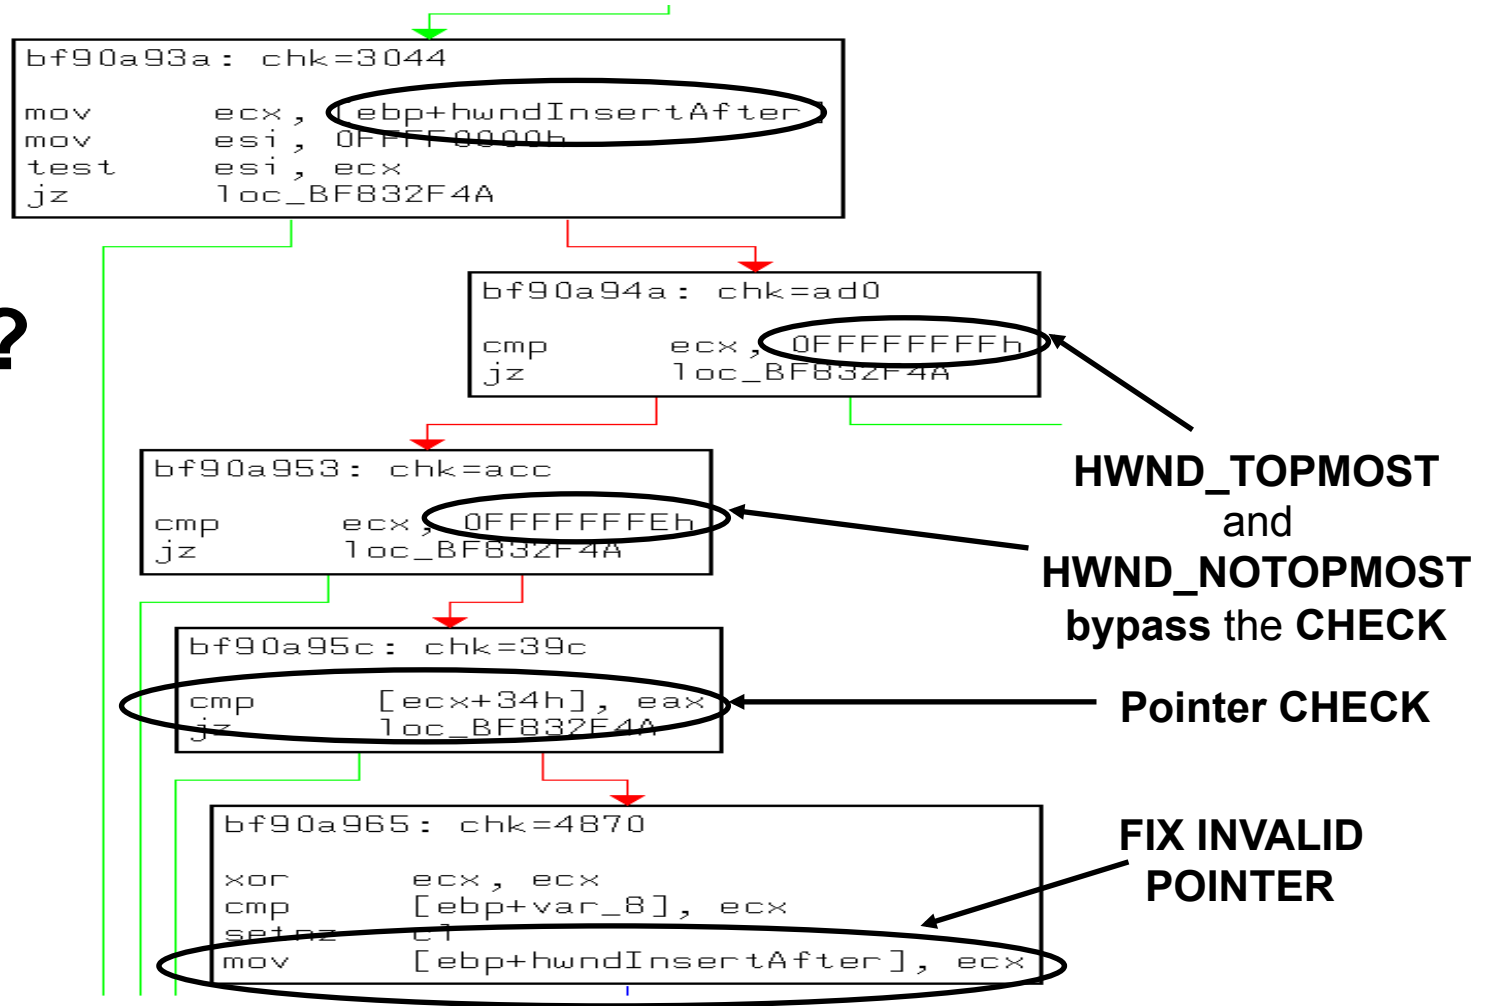 bf90a93a: chk=3044
mov ecx, [ebp+hwndInsertAfter]
mov esi, 0FFFF0000h
test esi, ecx
jz loc_BF832F4A
?
bf90a94a: chk=ad0
cmp ecx, 0FFFFFFFFh
jz loc_BF832F4A
bf90a953: chk=acc
cmp ecx, 0FFFFFFFEh
jz loc_BF832F4A
HWND_TOPMOST
and
HWND_NOTOPMOST
bypass the CHECK
bf90a95c: chk=39c
cmp [ecx+34h], eax
jz loc_BF832F4A
Pointer CHECK
bf90a965: chk=4870
xor ecx, ecx
cmp [ebp+var_8], ecx
setnz cl
mov [ebp+hwndInsertAfter], ecx
FIX INVALID
POINTER